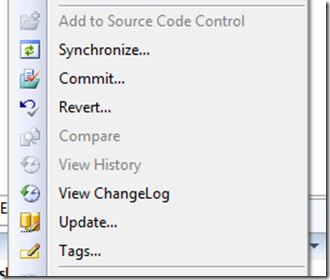 Add to Source Code Control
Synchronize...
Commit...
Revert...
Compare
View History
View ChangeLog
Update...
Tags...